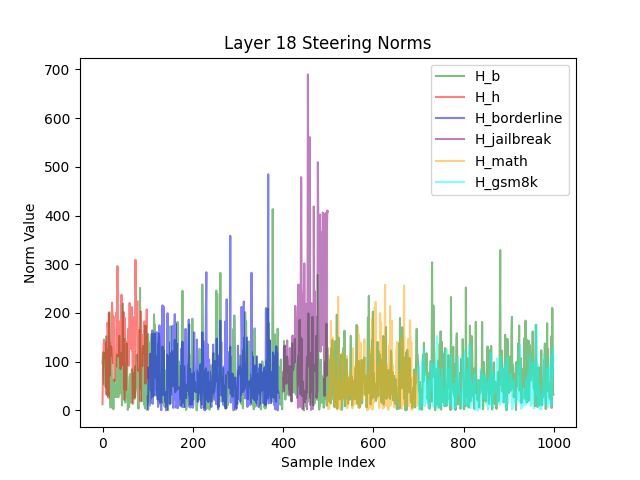 Layer 18 Steering Norms
700
600
500
400
300
200
100
0
Norm Value
0
200
400
600
800
1000
Sample Index
H_b
H_h
H_borderline
H_jailbreak
H_math
H_gsm8k